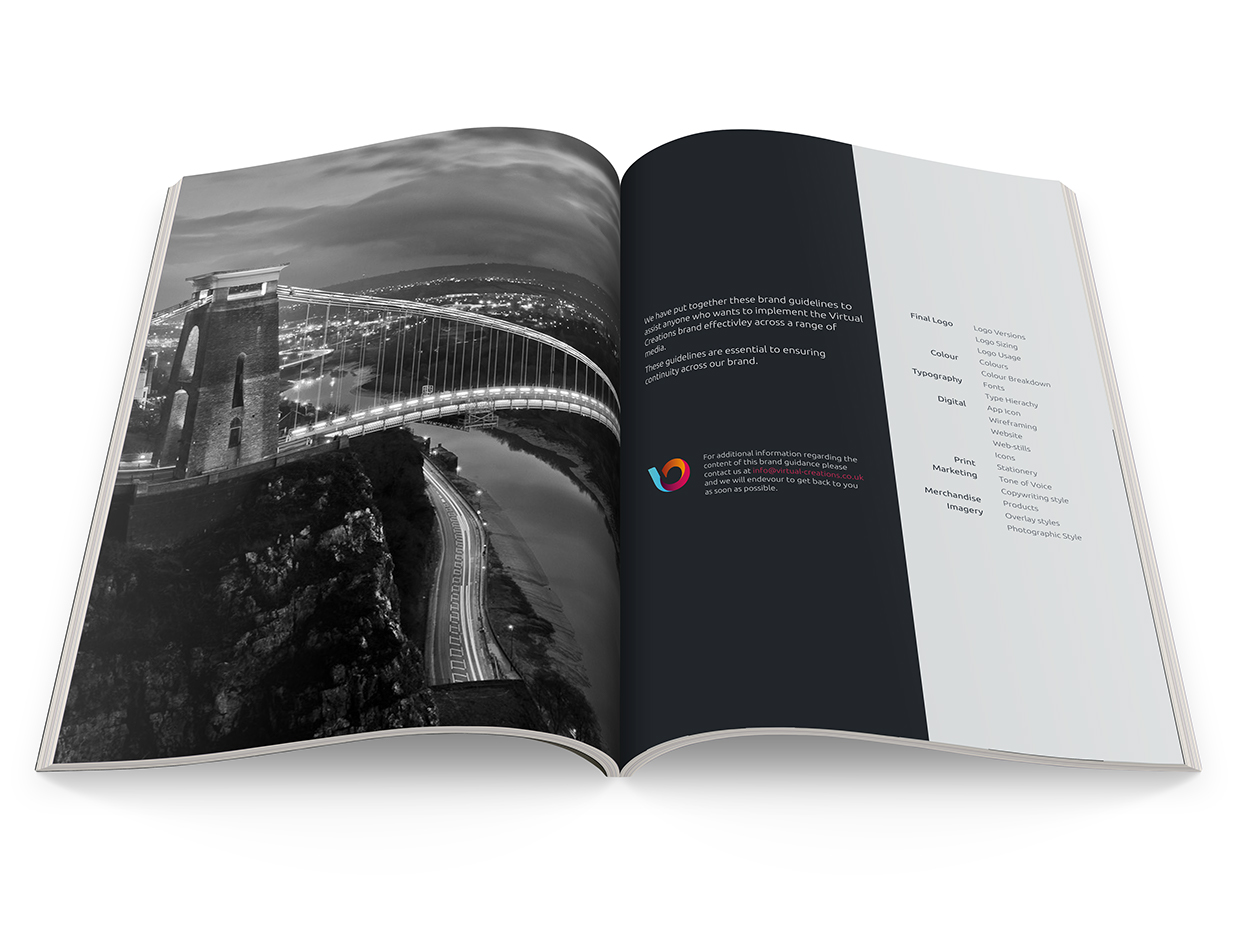 We have put together these brand guidelines to
assist anyone who wants to implement the Virtual
Creations brand effectivley across a range of
media.
These guidelines are essential to ensuring
continuity across our brand.
For additional information regarding the
content of this brand guidance please
contact us at info@virtual-creations.co.uk
and we will endevour to get back to you
as soon as possible.
Final Logo
Logo Versions
Logo Sizing
Logo Usage
Colour
Colours
Colour Breakdown
Typography
Fonts
Type Hierachy
Digital
App Icon
Wireframing
Website
Web-stills
Icons
Print
Stationery
Marketing
Tone of Voice
Copywriting style
Merchandise
Products
Imagery
Overlay styles
Photographic Style